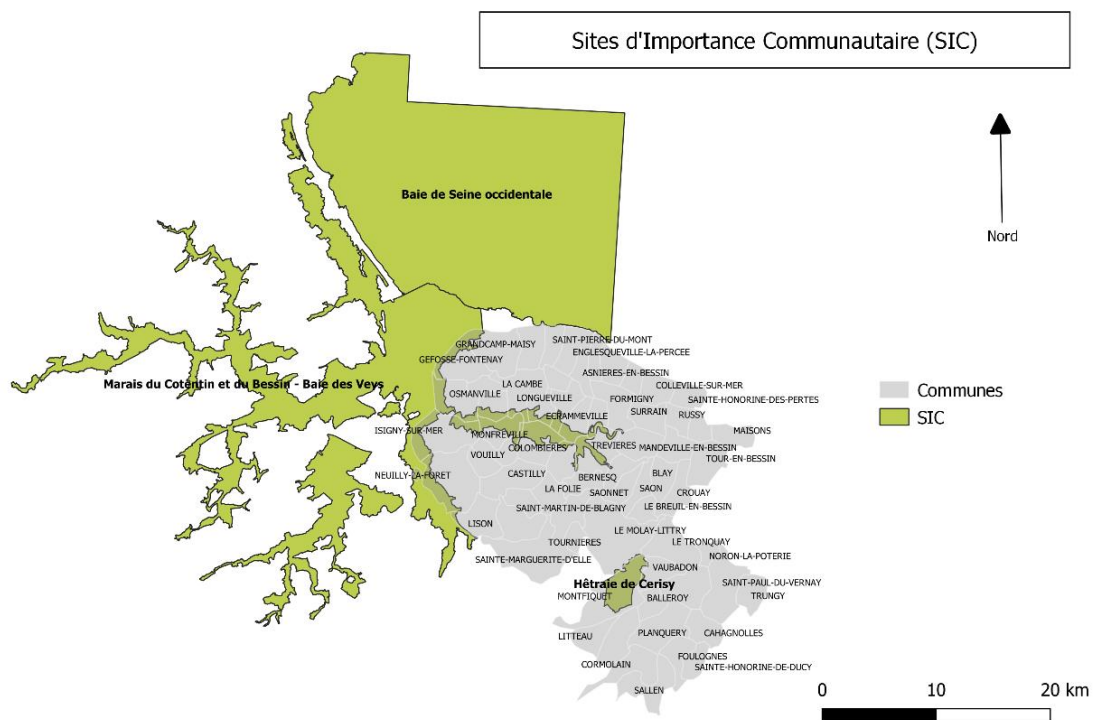 Sites d'Importance Communautaire (SIC)
Nord
Baie de Seine occidentale
SAINT-PIERRE-DU-MONT
GRANDCAMP-MAISY
ENGLESQUEVILLE-LA-PERCEE
GEFOSSE-FONTENAY
ASNIERES-EN-BESSIN
Marais du Cotentin et du Bessin - Baie des Veys
LA CAMBE
COLLEVILLE-SUR-MER
OSMANVILLE
LONGUEVILLE
FORMIGNY
SAINTE-HONORINE-DES-PERTES
Communes
SURRAIN
RUSSY
ECRAMMEVILLE
SIC
ISIGNY-SUR-MER
MONFREVILLE
MAISONS
TREVIERES
MANDEVILLE-EN-BESSIN
COLOMBIERES
VOUILLY
TOUR-EN-BESSIN
NEUILLY-LA-FORET
CASTILLY
BERNESQ
BLAY
LA FOLIE
SAONNET
SAON
CROUAY
SAINT-MARTIN-DE-BLAGNY
LE BREUIL-EN-BESSIN
LISON
LE MOLAY-LITTRY
TOURNIERES
LE TRONQUAY
SAINTE-MARGUERITE-D'ELLE
NORON-LA-POTERIE
VAUBADON
Hêtraie de Cerisy
SAINT-PAUL-DU-VERNAY
MONTFIQUET
BALLEROY
TRUNGY
LITTEAU
PLANQUERY
CAHAGNOLLES
FOULOGNES
CORMOLAIN
SAINTE-HONORINE-DE-DUCY
SALLEN
0 10 20 km